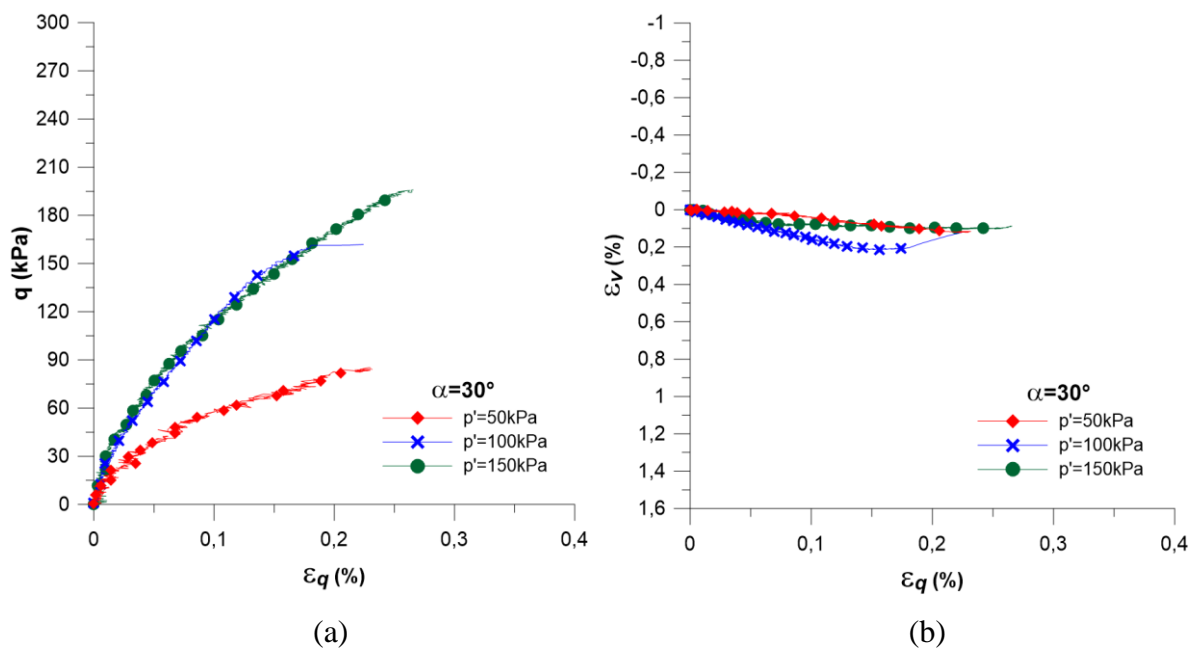 300
270
240
210
180
150
120
90
60
30
0
q (kPa)
0
0,1
0,2
0,3
0,4
εq (%)
α=30°
p'=50kPa
p'=100kPa
p'=150kPa
(a)
-1
-0,8
-0,6
-0,4
-0,2
0
0.2
0,4
0,6
0,8
1
1.2
1,4
1,6
εv (%)
0
0,1
0,2
0,3
0,4
εq (%)
α=30°
p'=50kPa
p'=100kPa
p'=150kPa
(b)